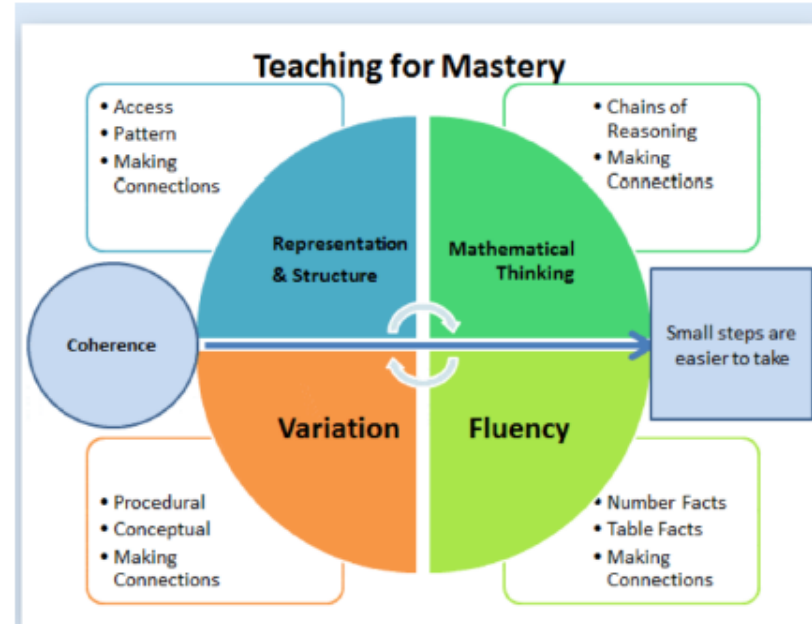 Teaching for Mastery
• Access
• Pattern
• Making
Connections
• Chains of
Reasoning
• Making
Connections
Representation
& Structure
Mathematical
Thinking
Coherence
Small steps are
easier to take
Variation
Fluency
• Procedural
• Conceptual
• Making
Connections
• Number Facts
• Table Facts
• Making
Connections